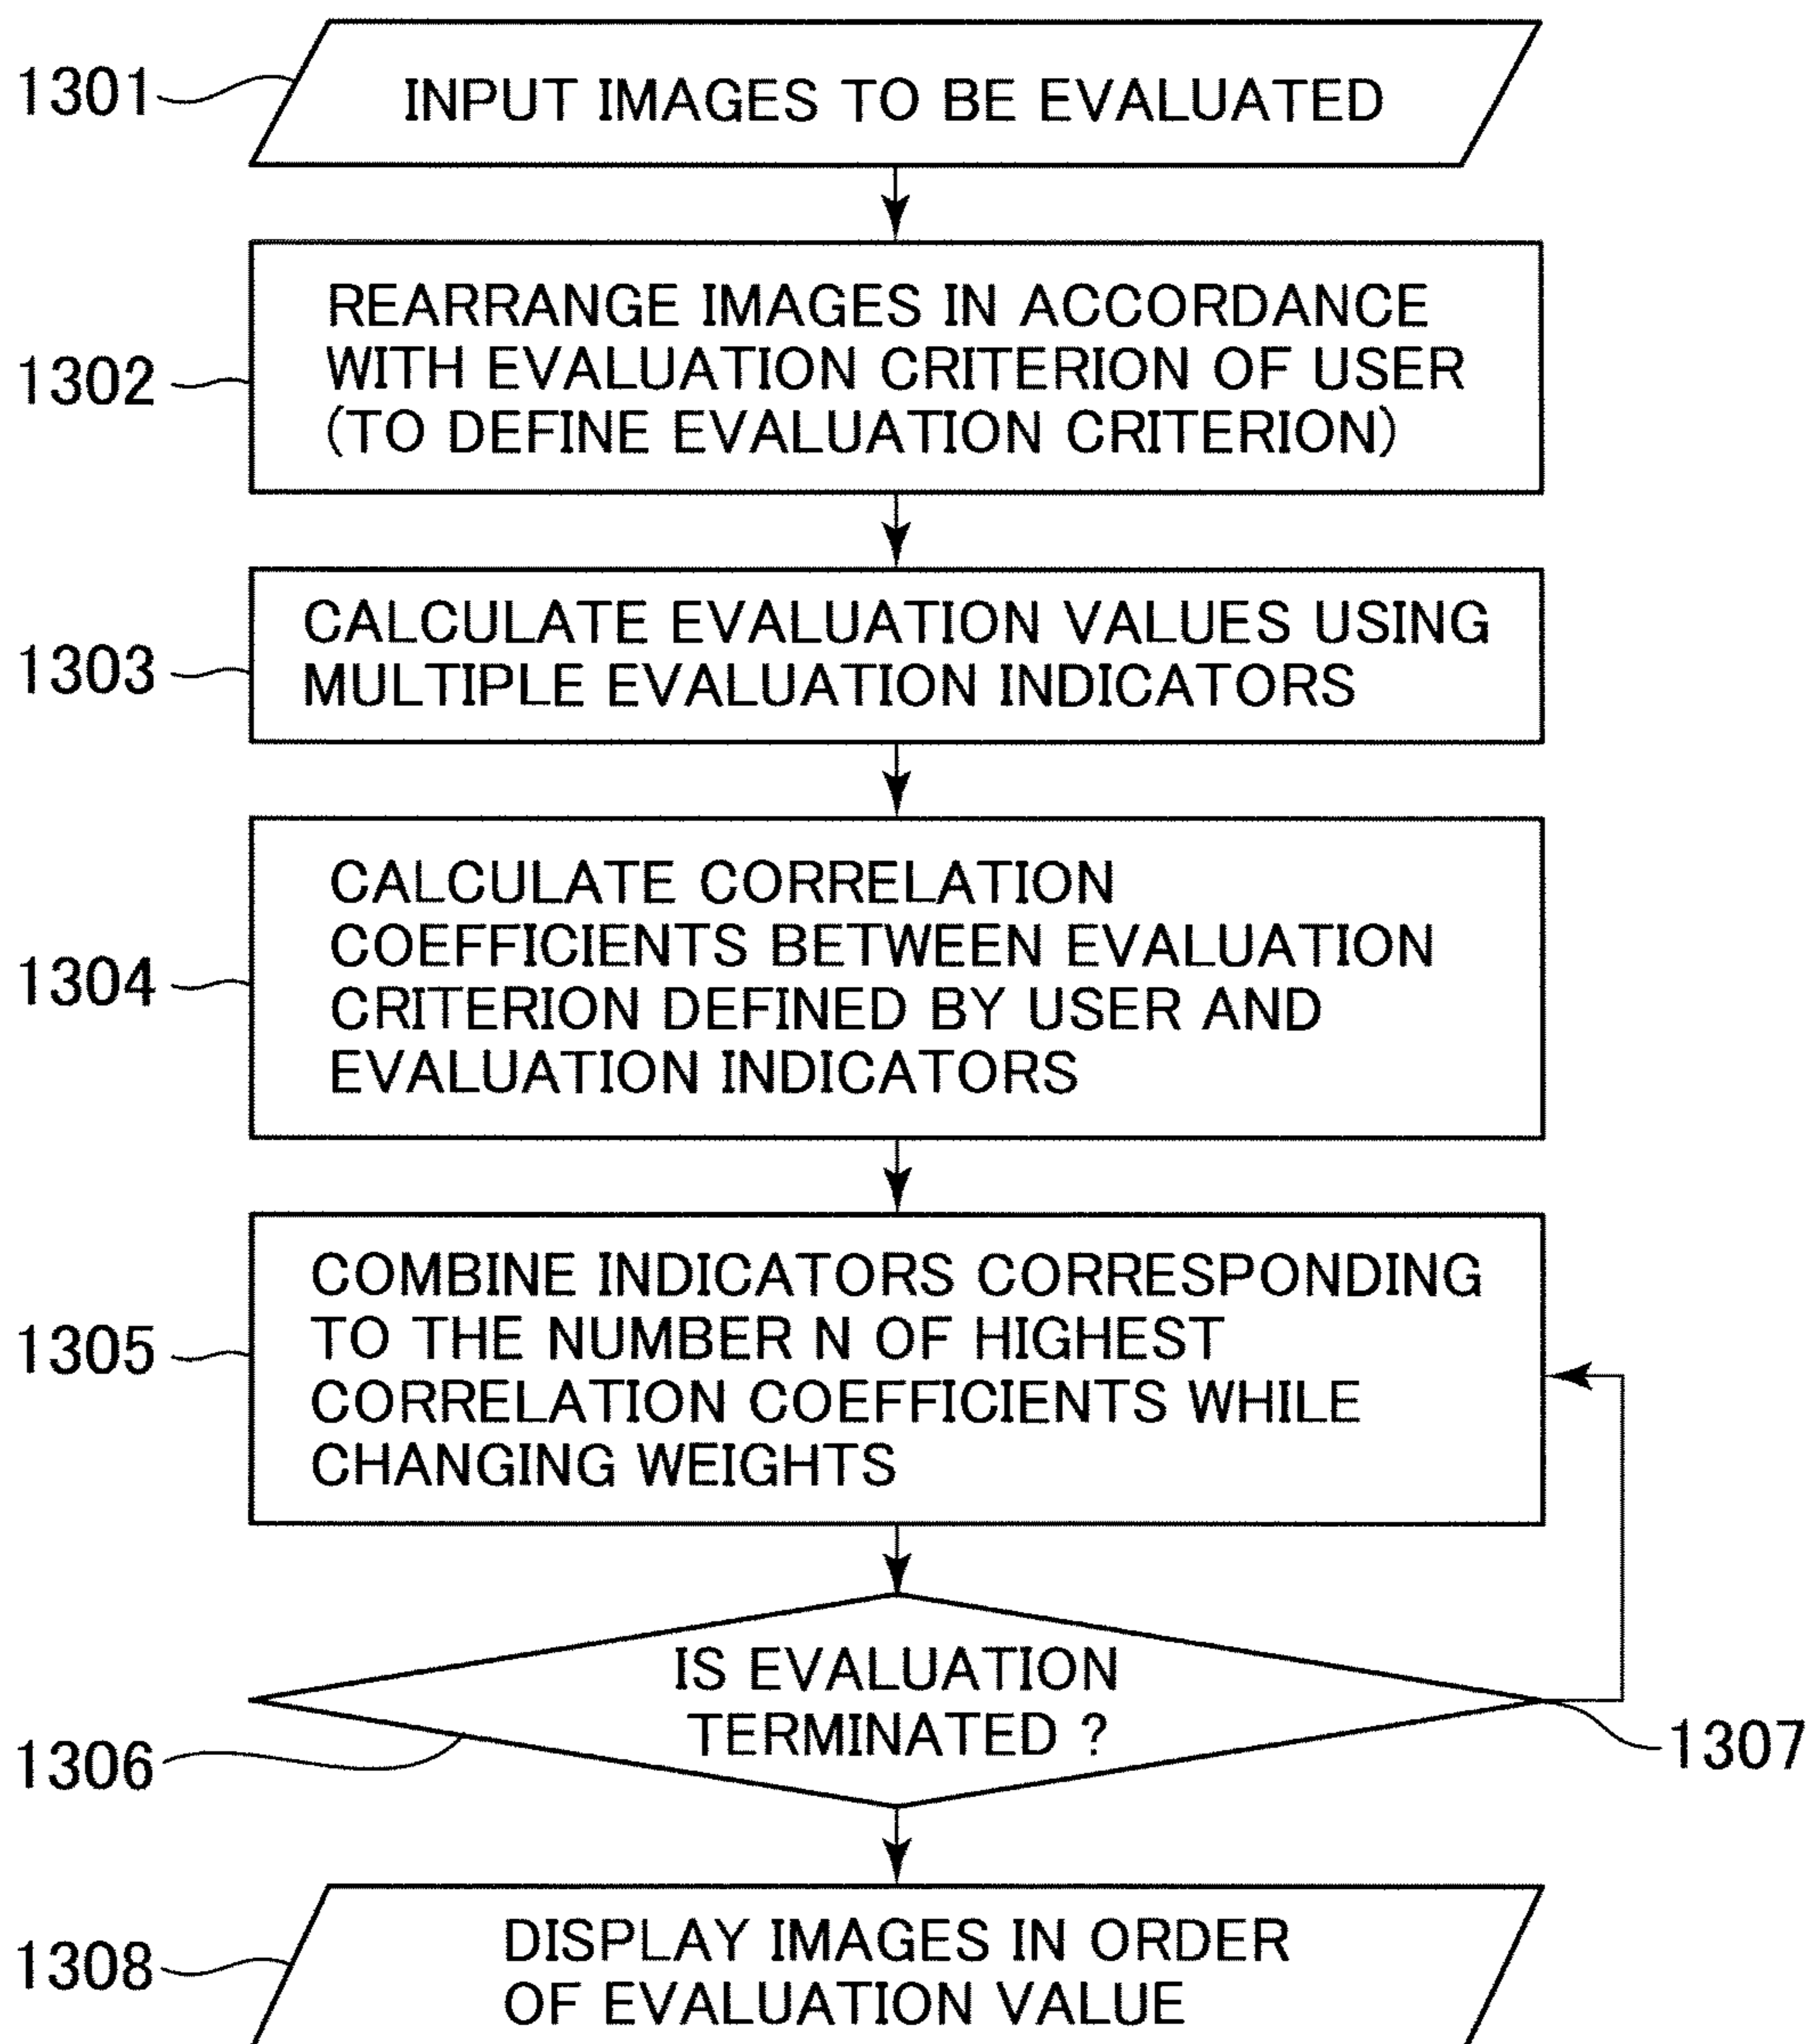 1301
INPUT IMAGES TO BE EVALUATED
1302
REARRANGE IMAGES IN ACCORDANCE
WITH EVALUATION CRITERION OF USER
(TO DEFINE EVALUATION CRITERION)
1303
CALCULATE EVALUATION VALUES USING
MULTIPLE EVALUATION INDICATORS
1304
CALCULATE CORRELATION
COEFFICIENTS BETWEEN EVALUATION
CRITERION DEFINED BY USER AND
EVALUATION INDICATORS
1305
COMBINE INDICATORS CORRESPONDING
TO THE NUMBER N OF HIGHEST
CORRELATION COEFFICIENTS WHILE
CHANGING WEIGHTS
1306
IS EVALUATION
TERMINATED ?
1307
1308
DISPLAY IMAGES IN ORDER
OF EVALUATION VALUE